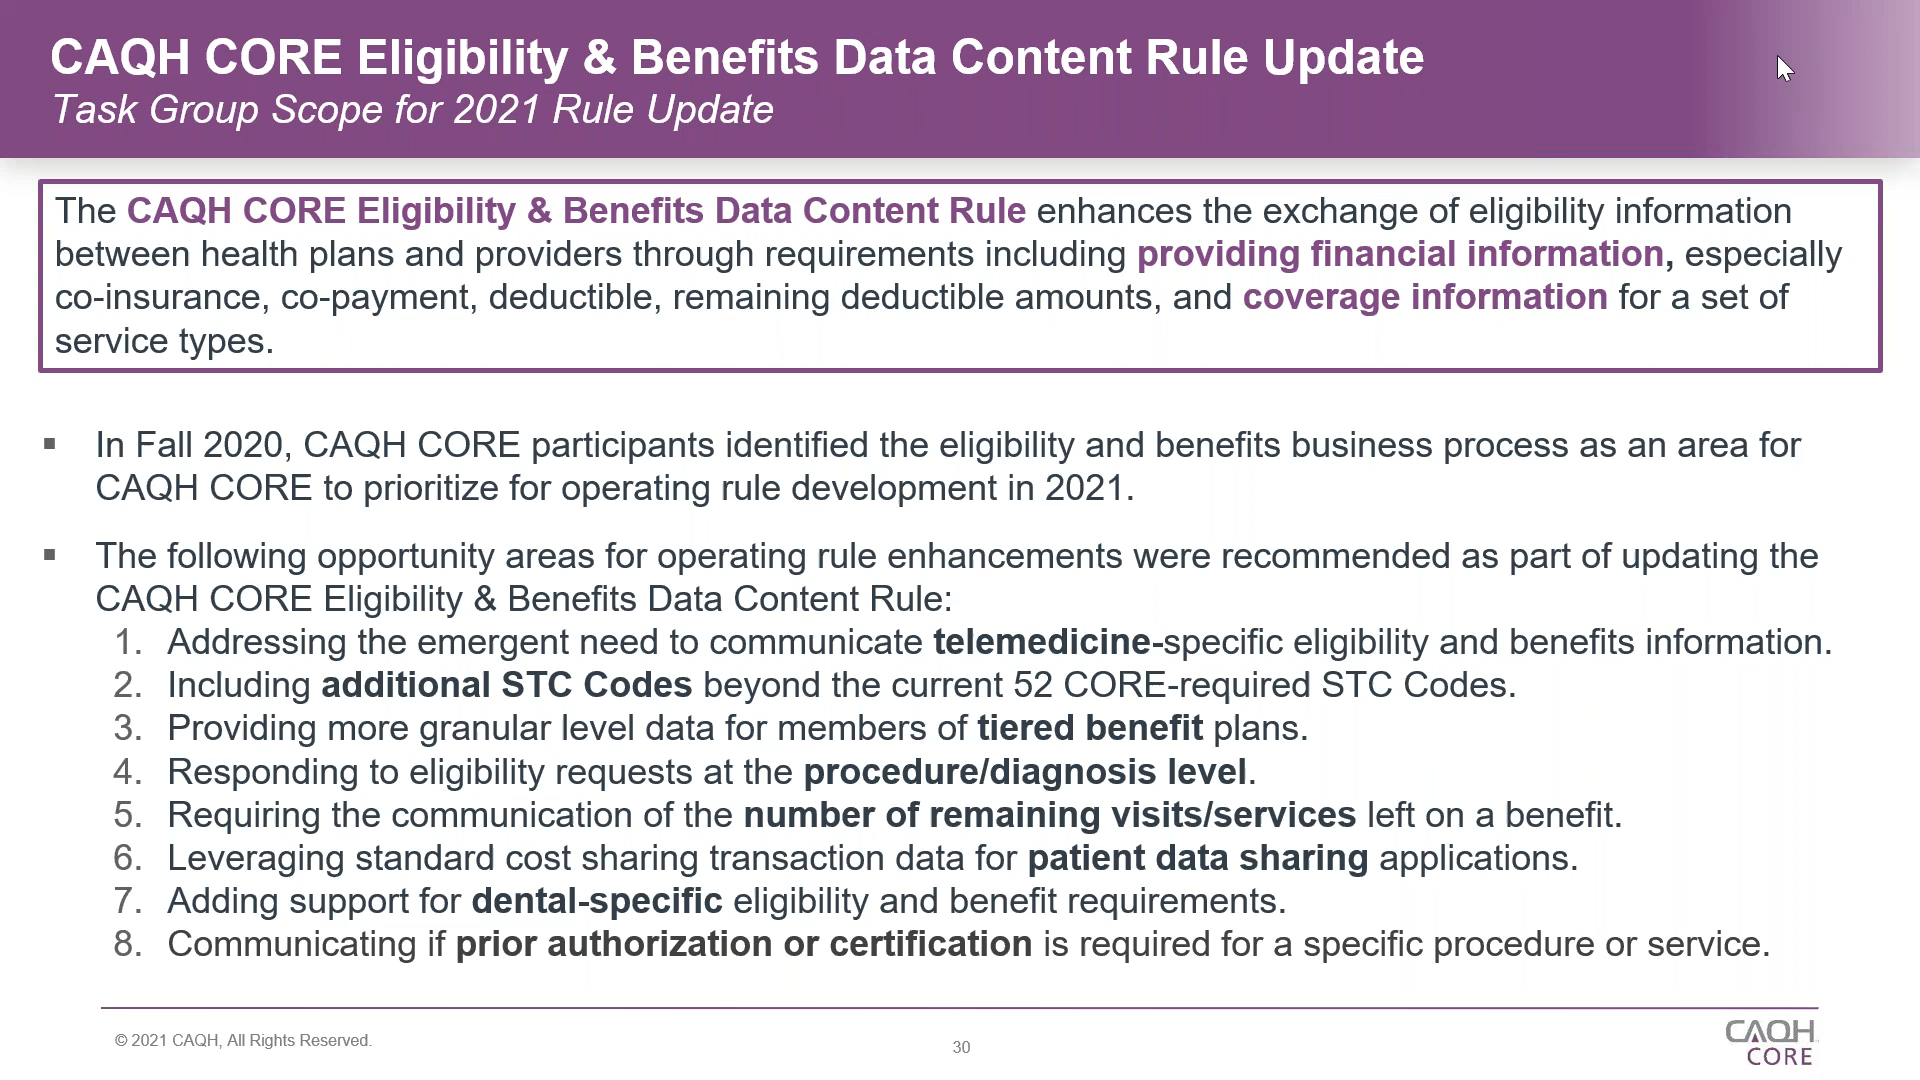 CAQH CORE Eligibility & Benefits Data Content Rule Update
Task Group Scope for 2021 Rule Update
The CAQH CORE Eligibility & Benefits Data Content Rule enhances the exchange of eligibility information
between health plans and providers through requirements including providing financial information, especially
co-insurance, co-payment, deductible, remaining deductible amounts, and coverage information for a set of
service types.
▪ In Fall 2020, CAQH CORE participants identified the eligibility and benefits business process as an area for
CAQH CORE to prioritize for operating rule development in 2021.
▪ The following opportunity areas for operating rule enhancements were recommended as part of updating the
CAQH CORE Eligibility & Benefits Data Content Rule:
1. Addressing the emergent need to communicate telemedicine-specific eligibility and benefits information.
2. Including additional STC Codes beyond the current 52 CORE-required STC Codes.
3. Providing more granular level data for members of tiered benefit plans.
4. Responding to eligibility requests at the procedure/diagnosis level.
5. Requiring the communication of the number of remaining visits/services left on a benefit.
6. Leveraging standard cost sharing transaction data for patient data sharing applications.
7. Adding support for dental-specific eligibility and benefit requirements.
8. Communicating if prior authorization or certification is required for a specific procedure or service.
© 2021 CAQH, All Rights Reserved.
30
CAQH
CORE